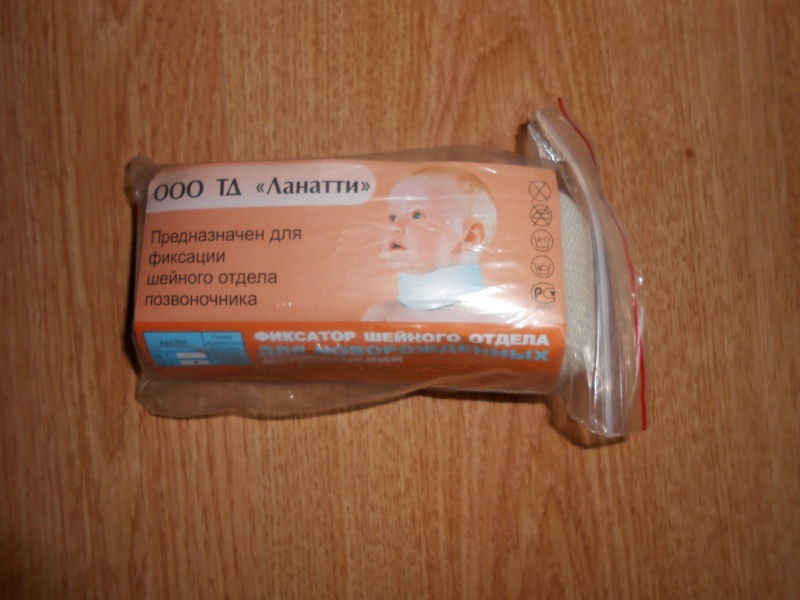 ООО ТД «Ланатти»
Предназначен для
фиксации
шейного отдела
позвоночника
ФИКСАТОР ШЕЙНОГО ОТДЕЛА
ДЛЯ НОВОРОЖДЕННЫХ